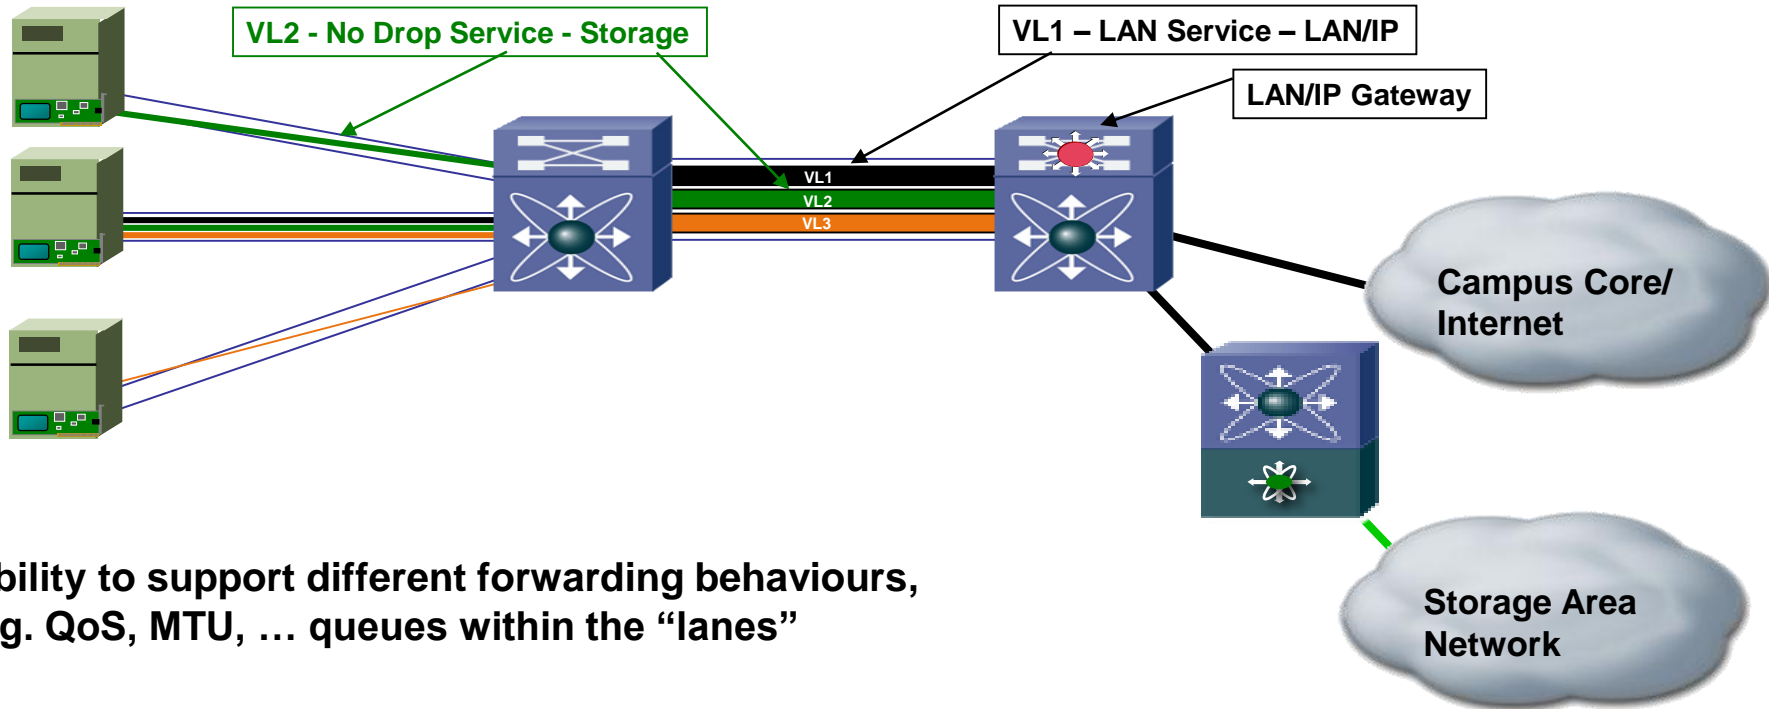 VL2 - No Drop Service - Storage
VL1 – LAN Service – LAN/IP
LAN/IP Gateway
VL1
VL2
VL3
Campus Core/
Internet
Storage Area
Network
bility to support different forwarding behaviours,
g. QoS, MTU, … queues within the “lanes”